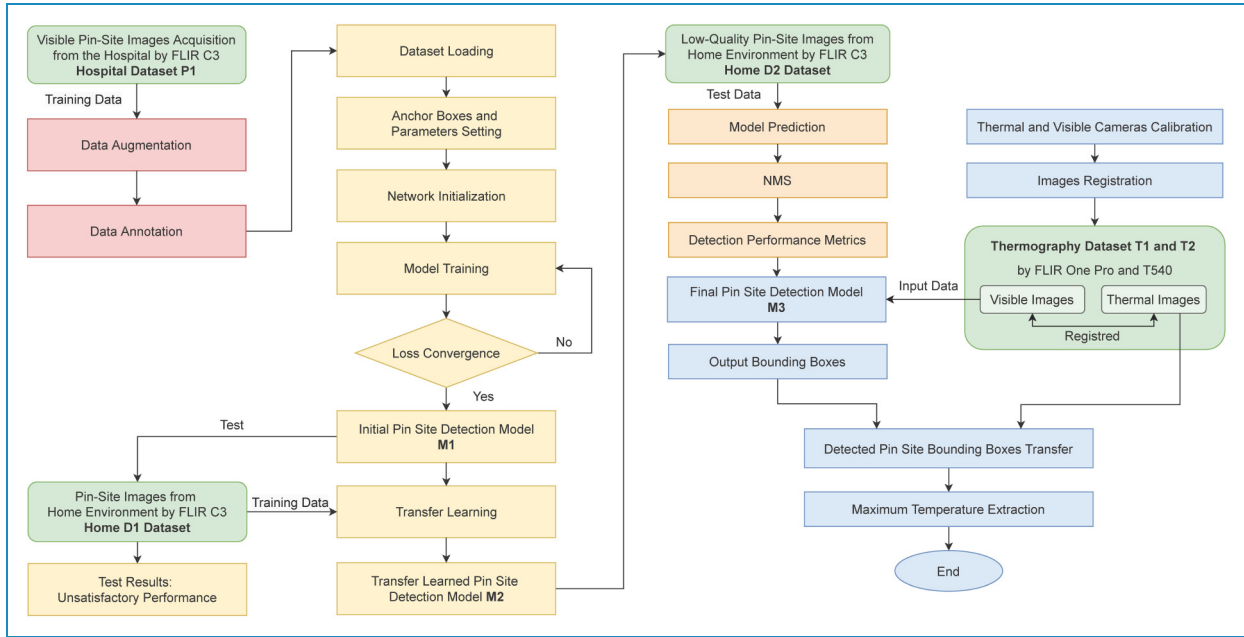 Visible Pin-Site Images Acquisition
from the Hospital by FLIR C3
Hospital Dataset P1
Training Data
Data Augmentation
Data Annotation
Dataset Loading
Anchor Boxes and
Parameters Setting
Network Initialization
Model Training
Loss Convergence
No
Yes
Initial Pin Site Detection Model
M1
Test
Pin-Site Images from
Home Environment by FLIR C3
Home D1 Dataset
Training Data
Transfer Learning
Test Results:
Unsatisfactory Performance
Transfer Learned Pin Site
Detection Model M2
Low-Quality Pin-Site Images from
Home Environment by FLIR C3
Home D2 Dataset
Test Data
Model Prediction
NMS
Detection Performance Metrics
Final Pin Site Detection Model
M3
Input Data
Output Bounding Boxes
Thermal and Visible Cameras Calibration
Images Registration
Thermography Dataset T1 and T2
by FLIR One Pro and T540
Visible Images
Thermal Images
Registred
Detected Pin Site Bounding Boxes Transfer
Maximum Temperature Extraction
End